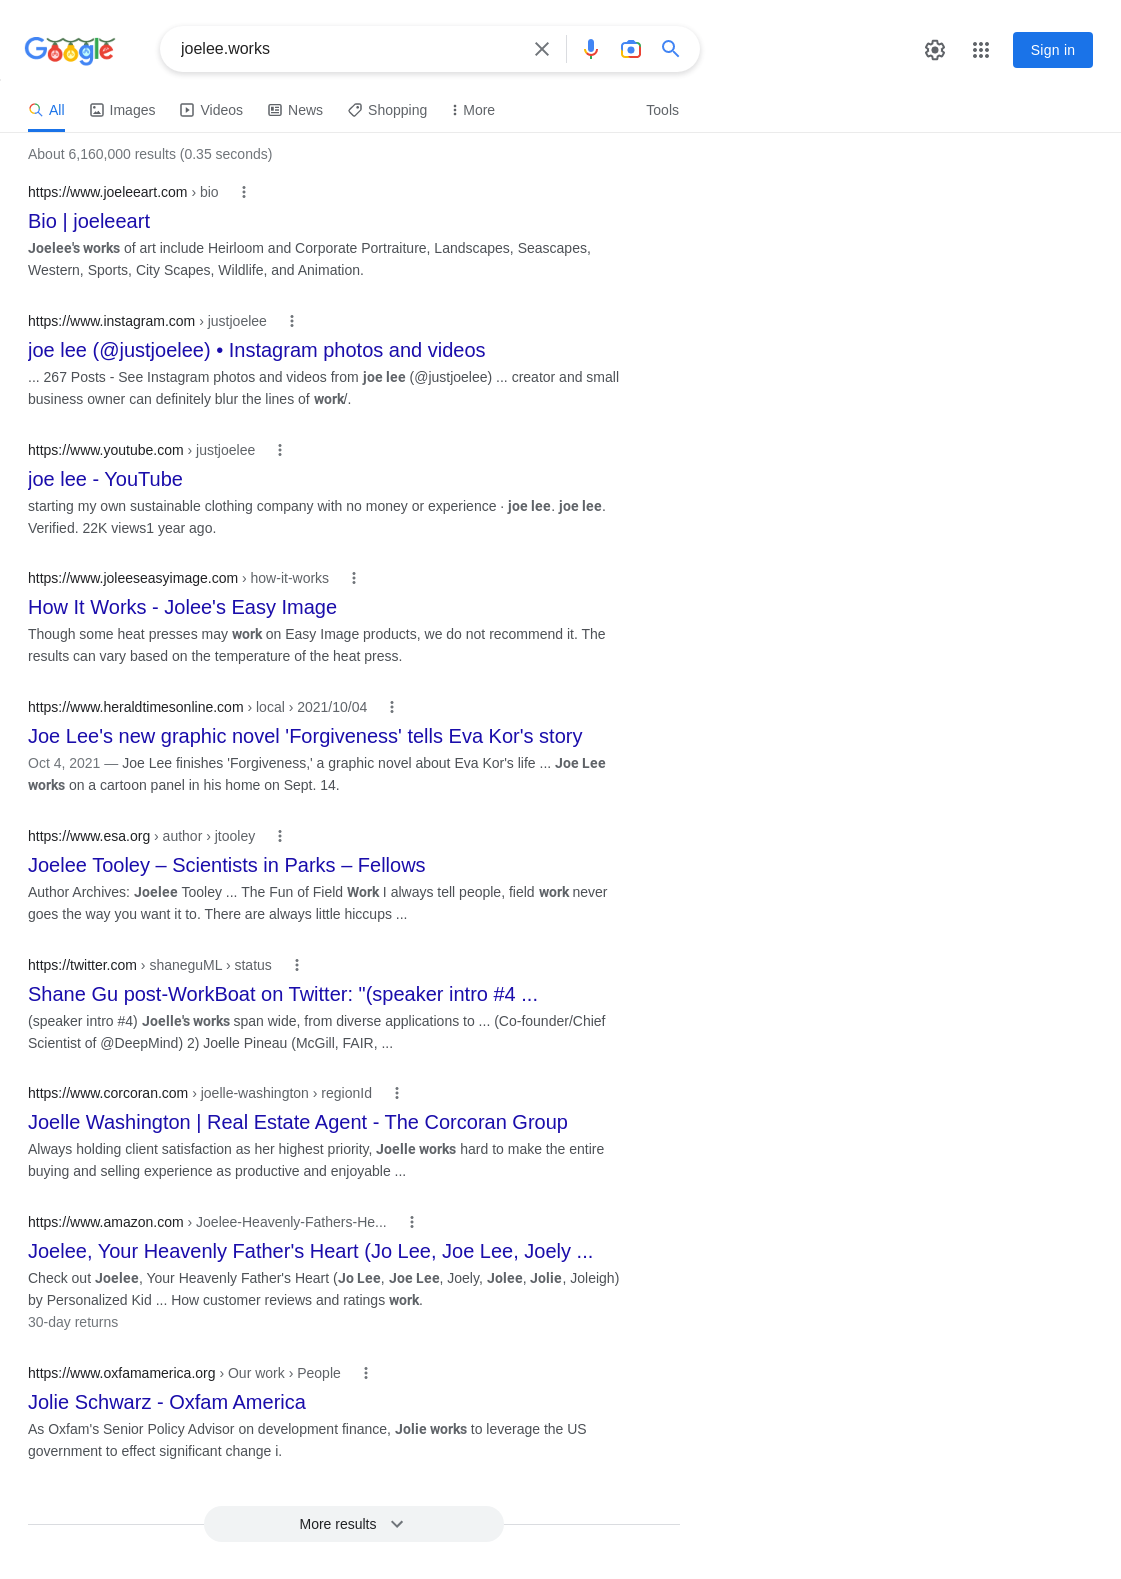 Google
joelee.works
Sign in
All
Images
Videos
News
Shopping
More
Tools
About 6,160,000 results (0.35 seconds)
https://www.joeleeart.com › bio
Bio | joeleeart
Joelee's works of art include Heirloom and Corporate Portraiture, Landscapes, Seascapes,
Western, Sports, City Scapes, Wildlife, and Animation.
https://www.instagram.com › justjoelee
joe lee (@justjoelee) • Instagram photos and videos
... 267 Posts - See Instagram photos and videos from joe lee (@justjoelee) ... creator and small
business owner can definitely blur the lines of work/.
https://www.youtube.com › justjoelee
joe lee - YouTube
starting my own sustainable clothing company with no money or experience · joe lee. joe lee.
Verified. 22K views1 year ago.
https://www.joleeseasyimage.com › how-it-works
How It Works - Jolee's Easy Image
Though some heat presses may work on Easy Image products, we do not recommend it. The
results can vary based on the temperature of the heat press.
https://www.heraldtimesonline.com › local › 2021/10/04
Joe Lee's new graphic novel 'Forgiveness' tells Eva Kor's story
Oct 4, 2021 — Joe Lee finishes 'Forgiveness,' a graphic novel about Eva Kor's life ... Joe Lee
works on a cartoon panel in his home on Sept. 14.
https://www.esa.org › author › jtooley
Joelee Tooley – Scientists in Parks – Fellows
Author Archives: Joelee Tooley ... The Fun of Field Work I always tell people, field work never
goes the way you want it to. There are always little hiccups ...
https://twitter.com › shaneguML › status
Shane Gu post-WorkBoat on Twitter: "(speaker intro #4 ...
(speaker intro #4) Joelle's works span wide, from diverse applications to ... (Co-founder/Chief
Scientist of @DeepMind) 2) Joelle Pineau (McGill, FAIR, ...
https://www.corcoran.com › joelle-washington › regionId
Joelle Washington | Real Estate Agent - The Corcoran Group
Always holding client satisfaction as her highest priority, Joelle works hard to make the entire
buying and selling experience as productive and enjoyable ...
https://www.amazon.com › Joelee-Heavenly-Fathers-He...
Joelee, Your Heavenly Father's Heart (Jo Lee, Joe Lee, Joely ...
Check out Joelee, Your Heavenly Father's Heart (Jo Lee, Joe Lee, Joely, Jolee, Jolie, Joleigh)
by Personalized Kid ... How customer reviews and ratings work.
30-day returns
https://www.oxfamamerica.org › Our work › People
Jolie Schwarz - Oxfam America
As Oxfam's Senior Policy Advisor on development finance, Jolie works to leverage the US
government to effect significant change i.
More results